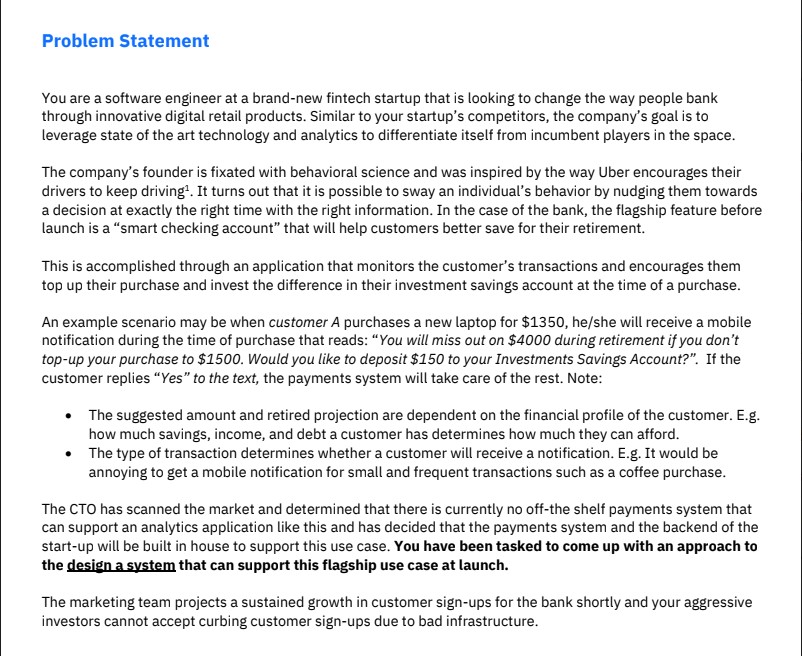 Problem Statement
You are a software engineer at a brand-new fintech startup that is looking to change the way people bank
through innovative digital retail products. Similar to your startup’s competitors, the company’s goal is to
leverage state of the art technology and analytics to differentiate itself from incumbent players in the space.
The company’s founder is fixated with behavioral science and was inspired by the way Uber encourages their
drivers to keep driving¹. It turns out that it is possible to sway an individual’s behavior by nudging them towards
a decision at exactly the right time with the right information. In the case of the bank, the flagship feature before
launch is a “smart checking account” that will help customers better save for their retirement.
This is accomplished through an application that monitors the customer’s transactions and encourages them
top up their purchase and invest the difference in their investment savings account at the time of a purchase.
An example scenario may be when customer A purchases a new laptop for $1350, he/she will receive a mobile
notification during the time of purchase that reads: “You will miss out on $4000 during retirement if you don’t
top-up your purchase to $1500. Would you like to deposit $150 to your Investments Savings Account?”. If the
customer replies “Yes” to the text, the payments system will take care of the rest. Note:
• The suggested amount and retired projection are dependent on the financial profile of the customer. E.g.
how much savings, income, and debt a customer has determines how much they can afford.
• The type of transaction determines whether a customer will receive a notification. E.g. It would be
annoying to get a mobile notification for small and frequent transactions such as a coffee purchase.
The CTO has scanned the market and determined that there is currently no off-the shelf payments system that
can support an analytics application like this and has decided that the payments system and the backend of the
start-up will be built in house to support this use case. You have been tasked to come up with an approach to
the design a system that can support this flagship use case at launch.
The marketing team projects a sustained growth in customer sign-ups for the bank shortly and your aggressive
investors cannot accept curbing customer sign-ups due to bad infrastructure.